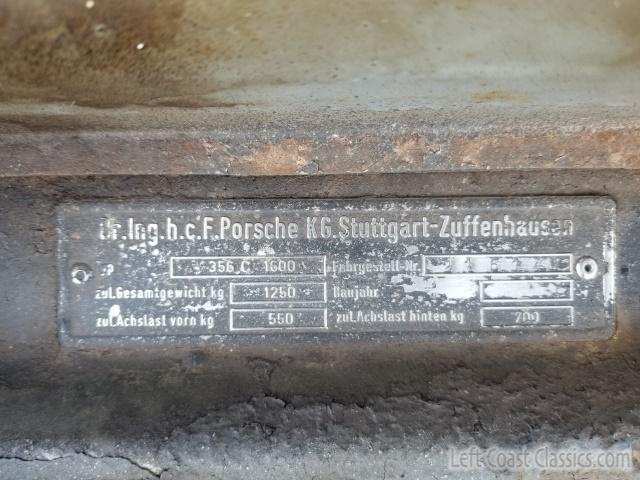 Dr.Ing.h.c.F.Porsche KG.Stuttgart-Zuffenhausen
356 C 1600 Fahrgestell-Nr.
zul.Gesamtgewicht kg 1250 Baujahr
zul.Achslast vorn kg 550 zul.Achslast hinten kg 700
Left-Coast Classics.com